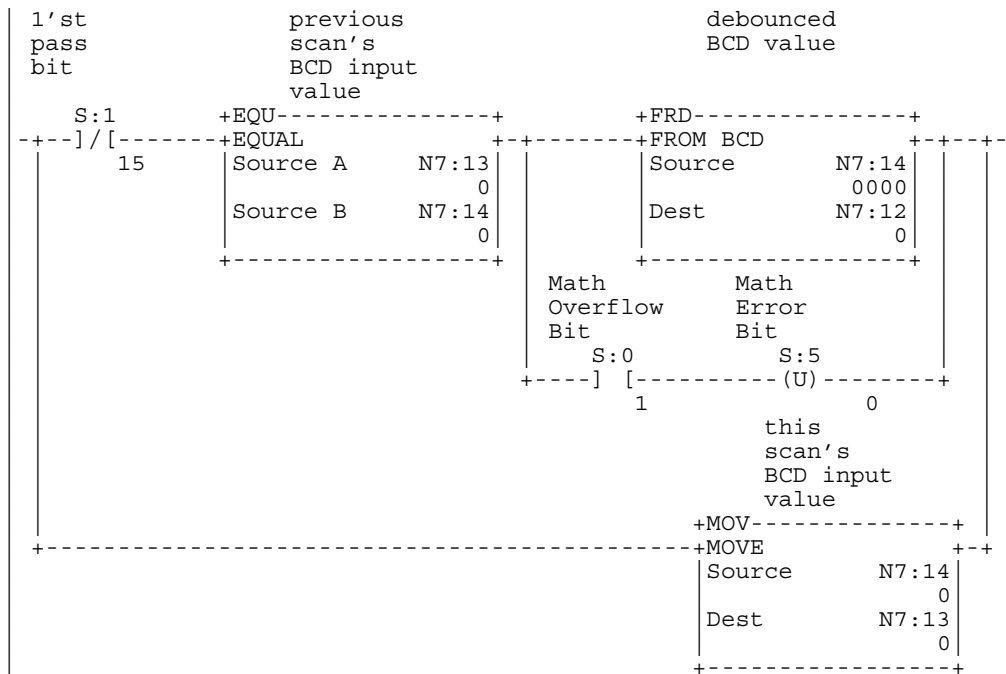 1'st pass bit
previous scan's BCD input value
debounced BCD value
S:1
]/[
15
EQU
EQUAL
Source A N7:13
0
Source B N7:14
0
FRD
FROM BCD
Source N7:14
0000
Dest N7:12
0
Math Overflow Bit
S:0
] [
1
Math Error Bit
S:5
(U)
0
this scan's BCD input value
MOV
MOVE
Source N7:14
0
Dest N7:13
0